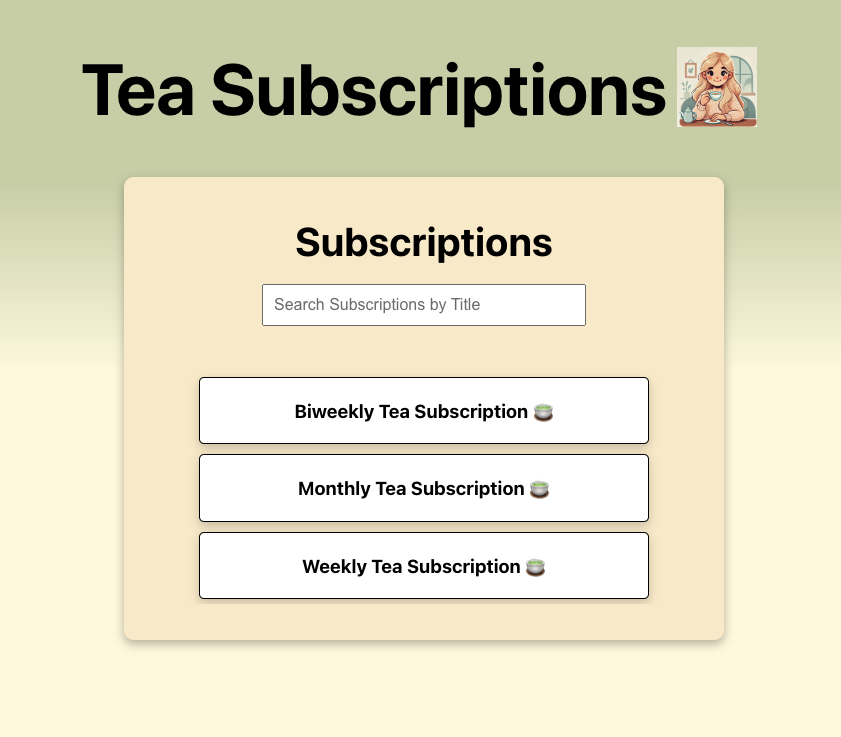 Tea Subscriptions
Subscriptions
Search Subscriptions by Title
Biweekly Tea Subscription 🍵
Monthly Tea Subscription 🍵
Weekly Tea Subscription 🍵